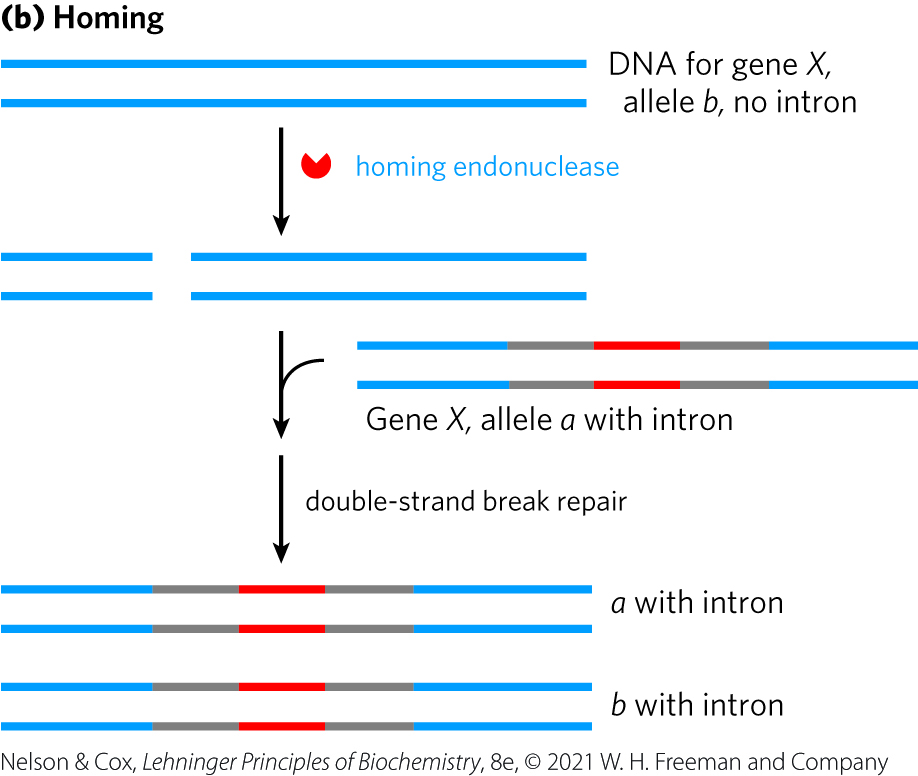 (b) Homing
DNA for gene X,
allele b, no intron
homing endonuclease
Gene X, allele a with intron
double-strand break repair
a with intron
b with intron
Nelson & Cox, Lehninger Principles of Biochemistry, 8e, © 2021 W. H. Freeman and Company